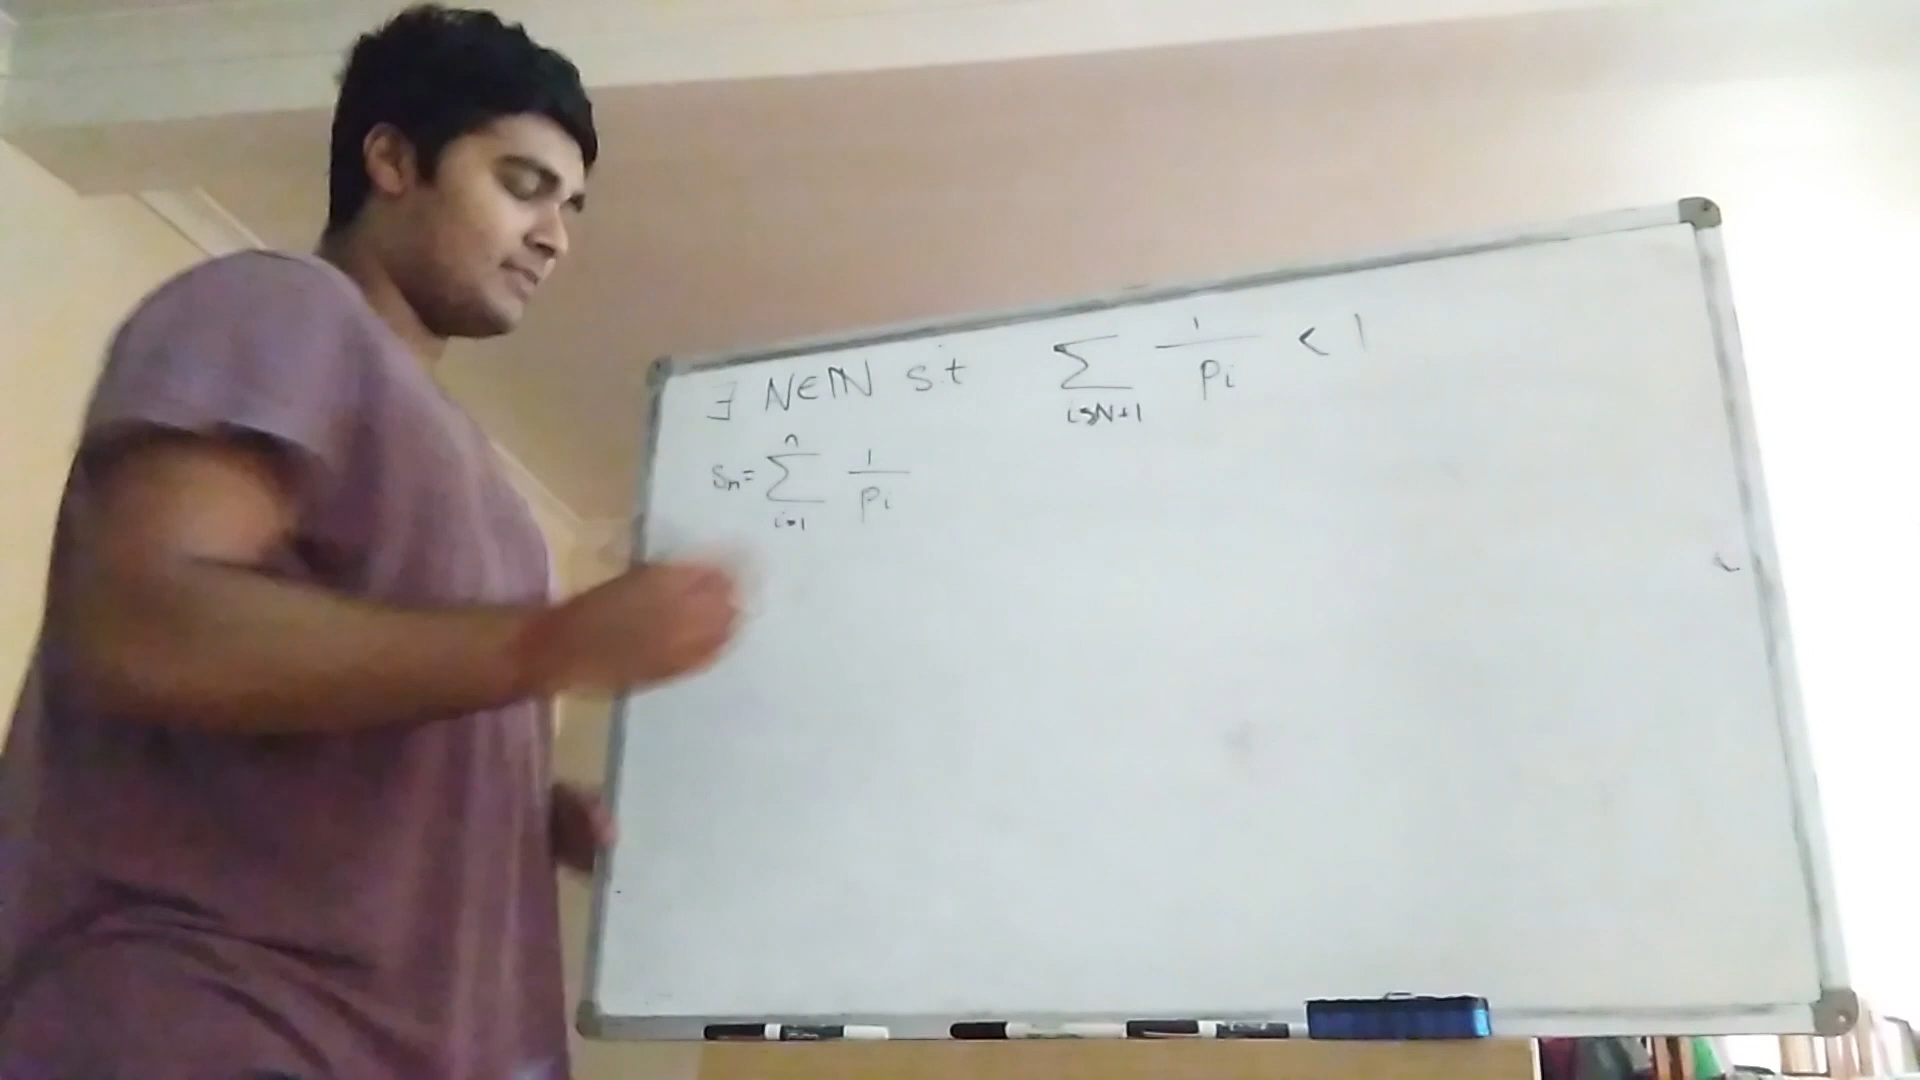 ∃ N∈ℕ s.t ∑_{i=N+1} 1/p_i < 1
S_n = ∑_{i=1}^{n} 1/p_i